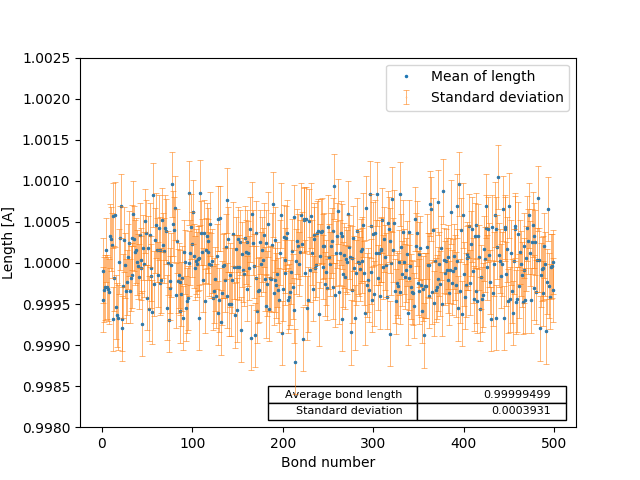 1.0025
1.0020
1.0015
1.0010
1.0005
1.0000
0.9995
0.9990
0.9985
0.9980
Length [A]
Mean of length
Standard deviation
Average bond length 0.99999499
Standard deviation 0.0003931
0 100 200 300 400 500
Bond number